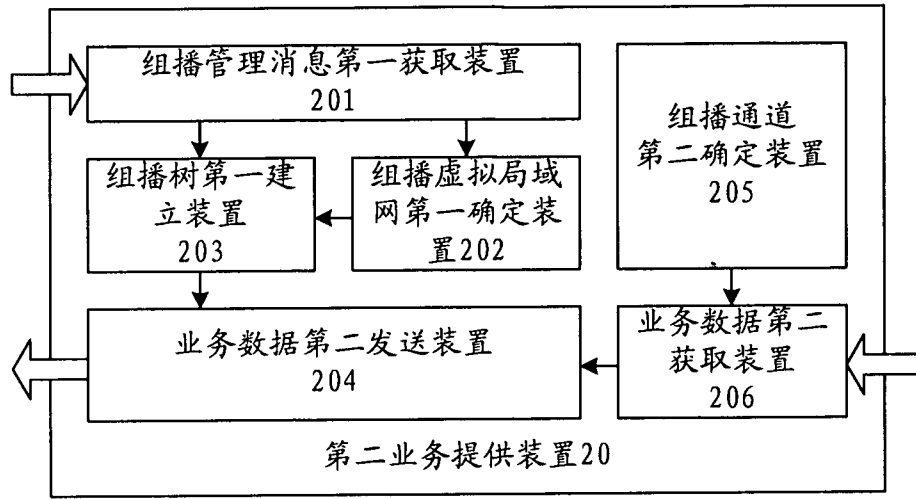 组播管理消息第一获取装置
201
组播通道
第二确定装置
205
组播树第一建
立装置
203
组播虚拟局域
网第一确定装
置202
业务数据第二发送装置
204
业务数据第二
获取装置
206
第二业务提供装置20